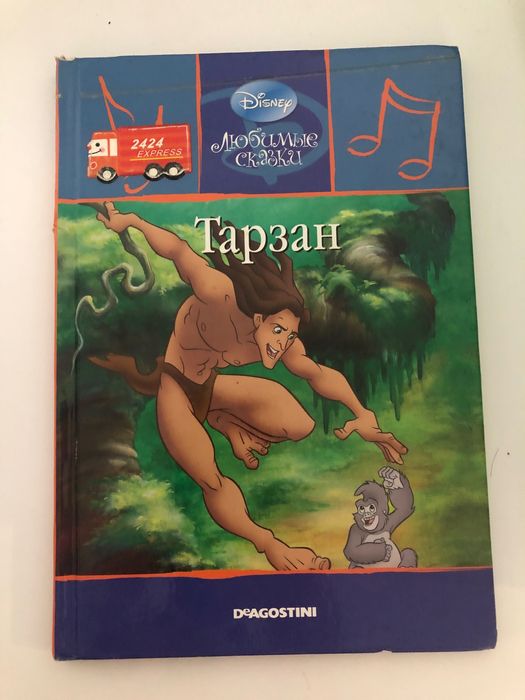 Disney
Любимые
сказки
2424
EXPRESS
Тарзан
DeAGOSTINI